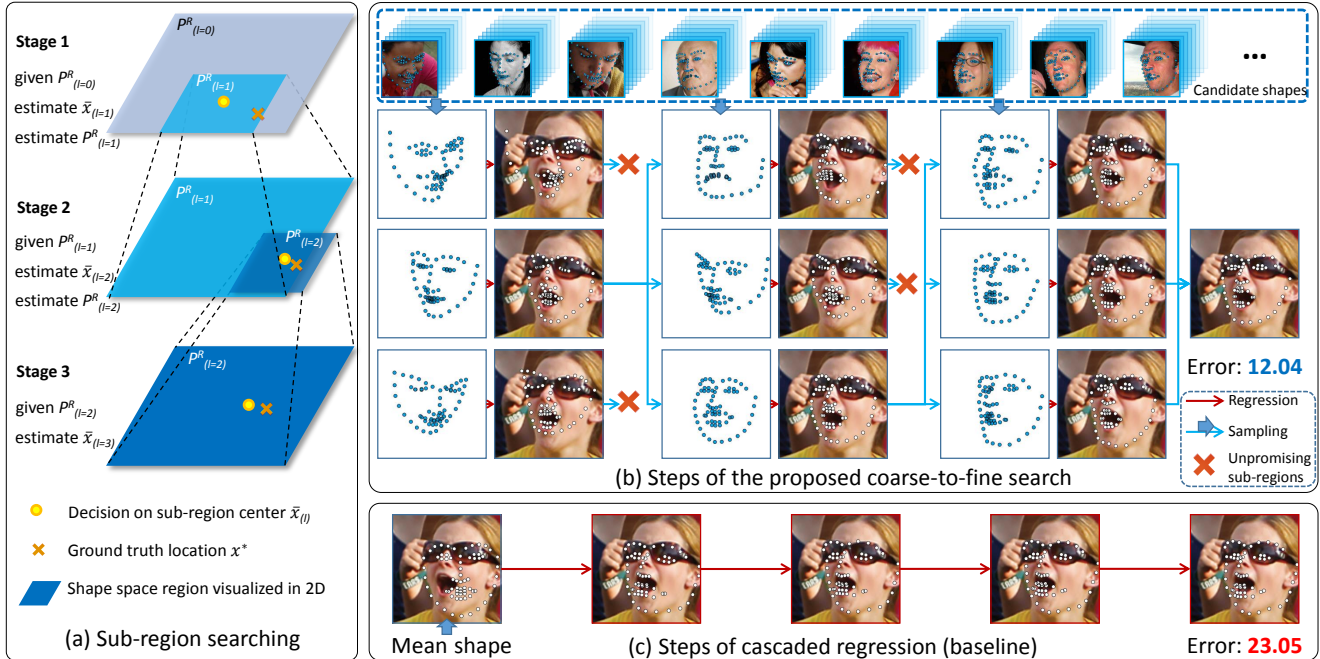 Stage 1
given P^R_(l=0)
estimate x̄_(l=1)
estimate P^R_(l=1)
P^R_(l=0)
P^R_(l=1)
Stage 2
given P^R_(l=1)
estimate x̄_(l=2)
estimate P^R_(l=2)
P^R_(l=1)
P^R_(l=2)
Stage 3
given P^R_(l=2)
estimate x̄_(l=3)
P^R_(l=2)
Decision on sub-region center x̄_(l)
Ground truth location x*
Shape space region visualized in 2D
(a) Sub-region searching
...
Candidate shapes
Error: 12.04
Regression
Sampling
Unpromising
sub-regions
(b) Steps of the proposed coarse-to-fine search
Mean shape
(c) Steps of cascaded regression (baseline)
Error: 23.05